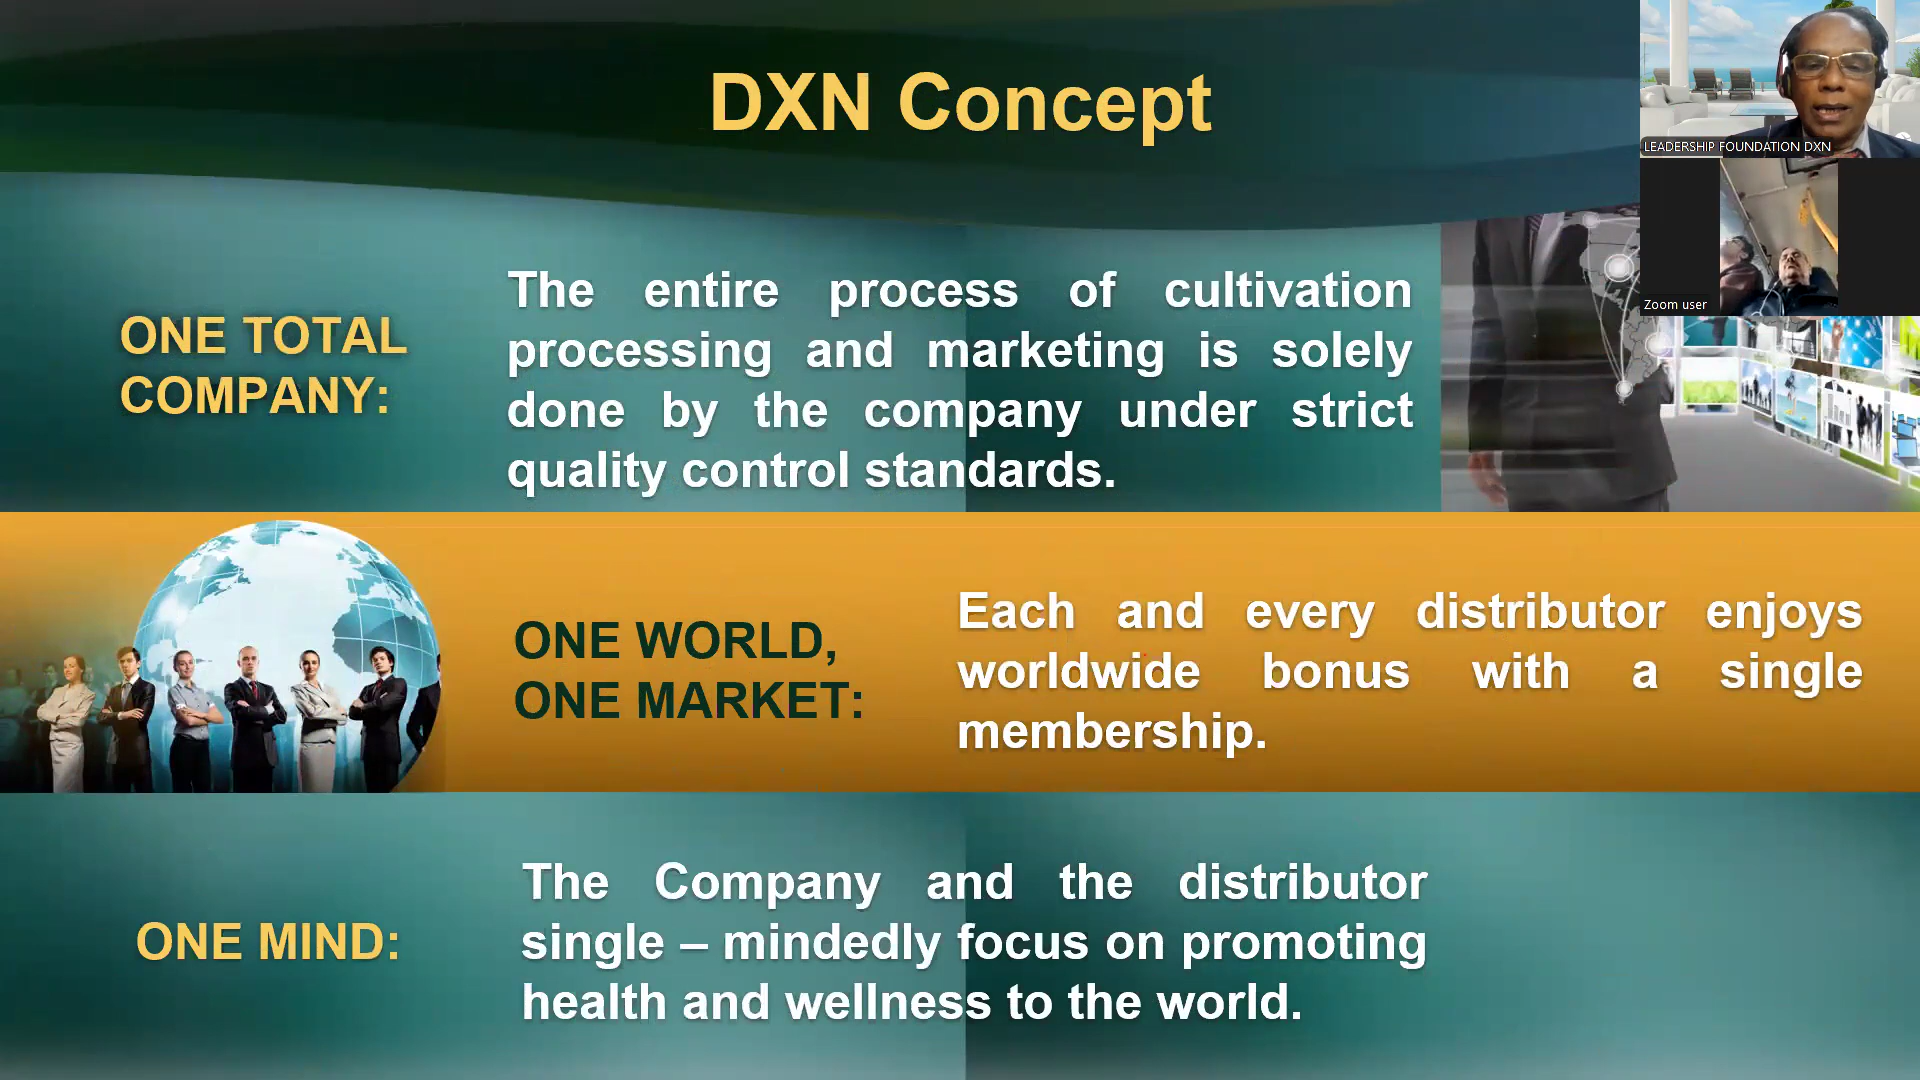 DXN Concept
LEADERSHIP FOUNDATION DXN
Zoom user
ONE TOTAL
COMPANY:
The entire process of cultivation
processing and marketing is solely
done by the company under strict
quality control standards.
ONE WORLD,
ONE MARKET:
Each and every distributor enjoys
worldwide bonus with a single
membership.
ONE MIND:
The Company and the distributor
single – mindedly focus on promoting
health and wellness to the world.